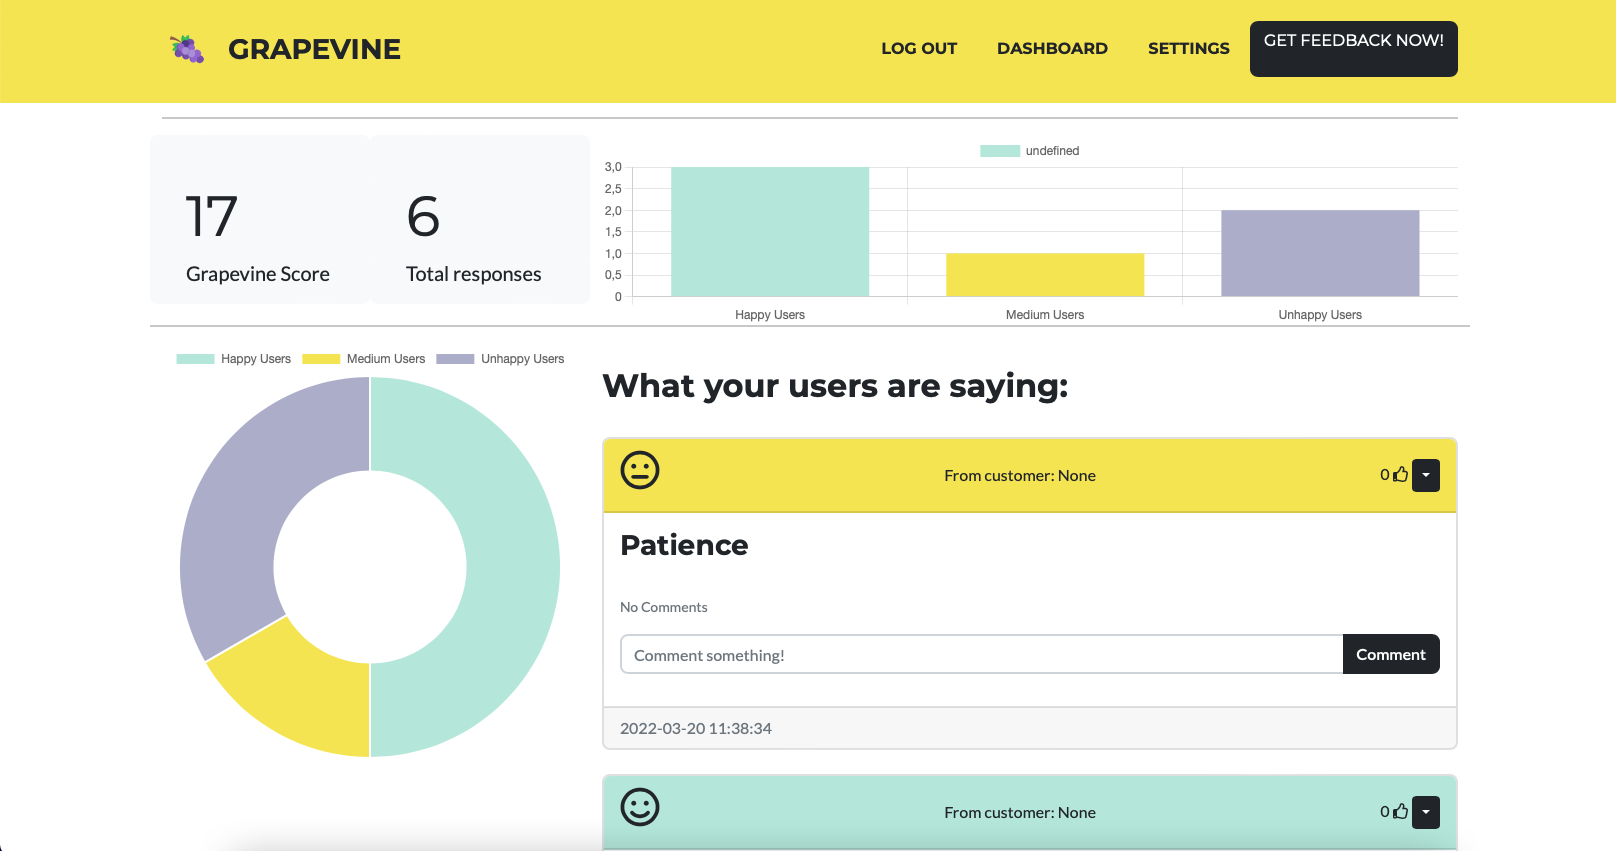 GRAPEVINE
LOG OUT
DASHBOARD
SETTINGS
GET FEEDBACK NOW!
17
Grapevine Score
6
Total responses
undefined
3,0
2,5
2,0
1,5
1,0
0,5
0
Happy Users
Medium Users
Unhappy Users
Happy Users
Medium Users
Unhappy Users
What your users are saying:
From customer: None
0
Patience
No Comments
Comment something!
Comment
2022-03-20 11:38:34
From customer: None
0